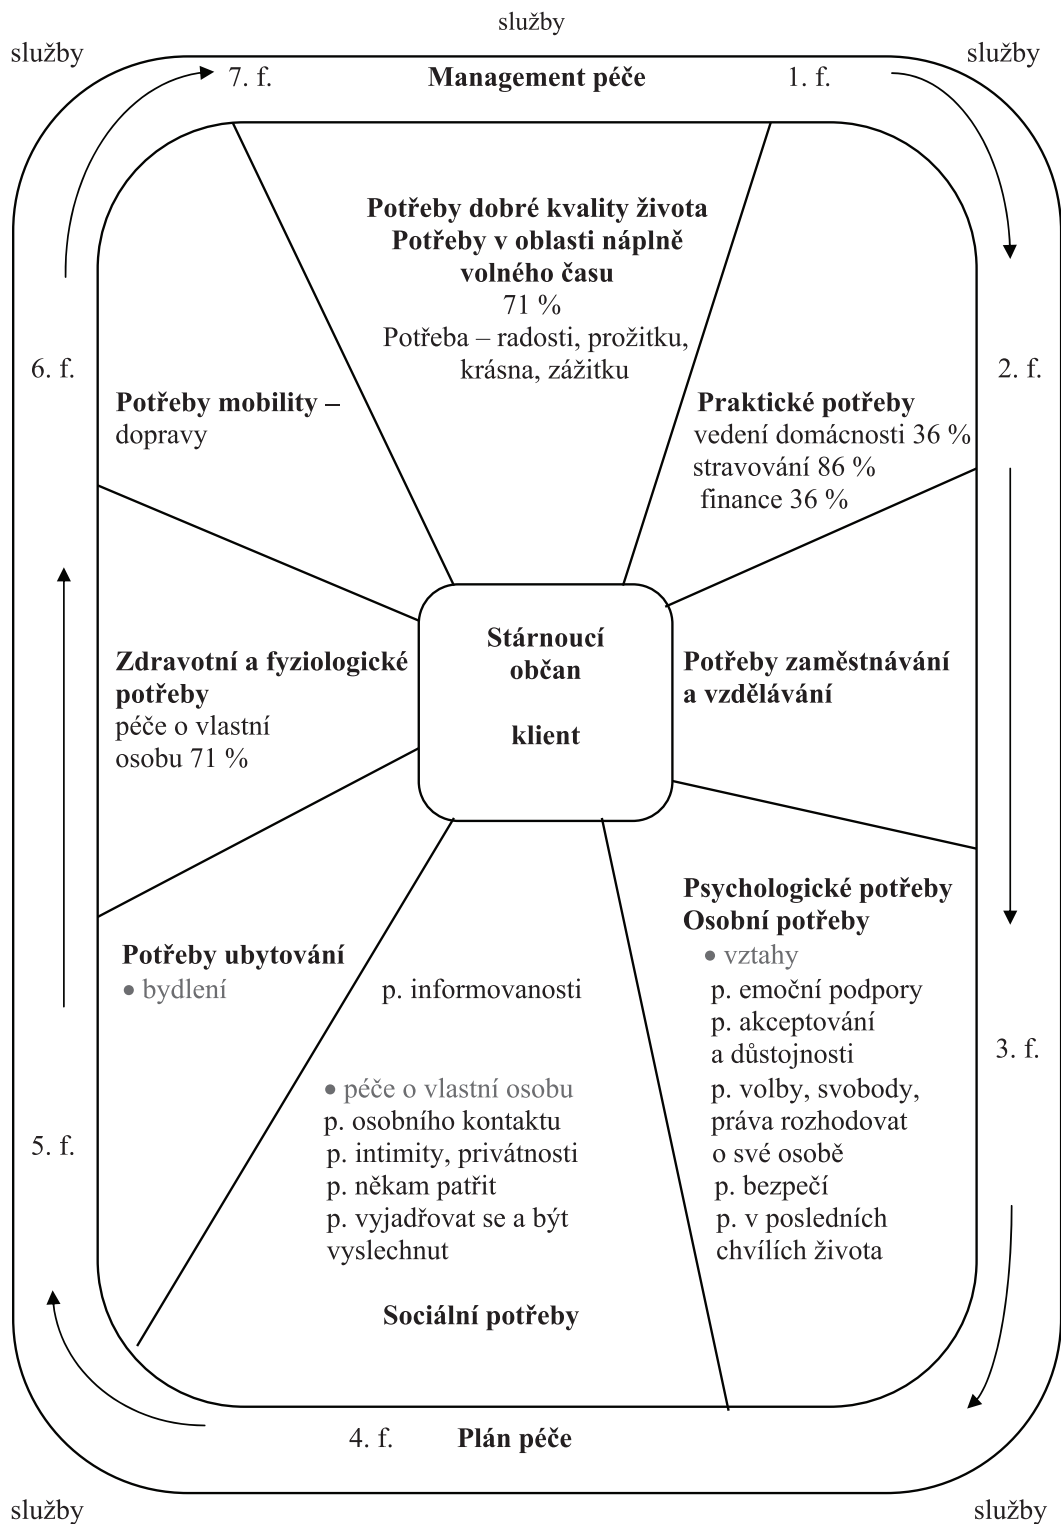 služby
služby
služby
7. f.
Management péče
1. f.
Potřeby dobré kvality života
Potřeby v oblasti náplně
volného času
71 %
Potřeba – radosti, prožitku,
krásna, zážitku
6. f.
2. f.
Potřeby mobility –
dopravy
Praktické potřeby
vedení domácnosti 36 %
stravování 86 %
finance 36 %
Stárnoucí
občan
klient
Zdravotní a fyziologické
potřeby
péče o vlastní
osobu 71 %
Potřeby zaměstnávání
a vzdělávání
Psychologické potřeby
Osobní potřeby
• vztahy
p. emoční podpory
p. akceptování
a důstojnosti
p. volby, svobody,
práva rozhodovat
o své osobě
p. bezpečí
p. v posledních
chvílích života
3. f.
Potřeby ubytování
• bydlení
p. informovanosti
• péče o vlastní osobu
p. osobního kontaktu
p. intimity, privátnosti
p. někam patřit
p. vyjadřovat se a být
vyslechnut
Sociální potřeby
5. f.
4. f.
Plán péče
služby
služby